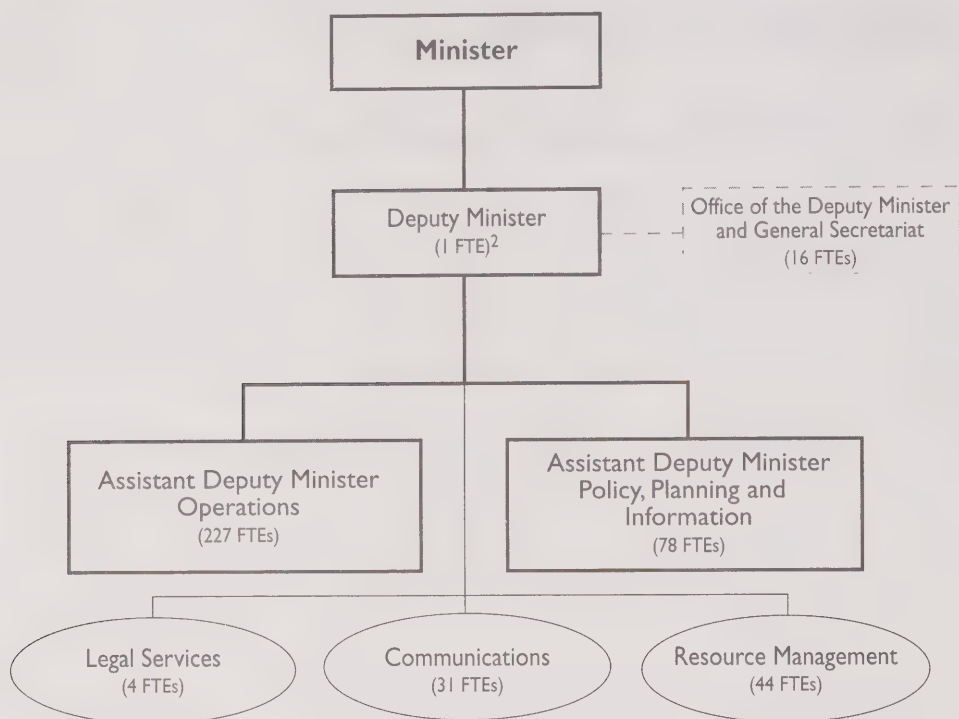 Minister
Deputy Minister
(1 FTE)2
Office of the Deputy Minister
and General Secretariat
(16 FTEs)
Assistant Deputy Minister
Operations
(227 FTEs)
Assistant Deputy Minister
Policy, Planning and
Information
(78 FTEs)
Legal Services
(4 FTEs)
Communications
(31 FTEs)
Resource Management
(44 FTEs)